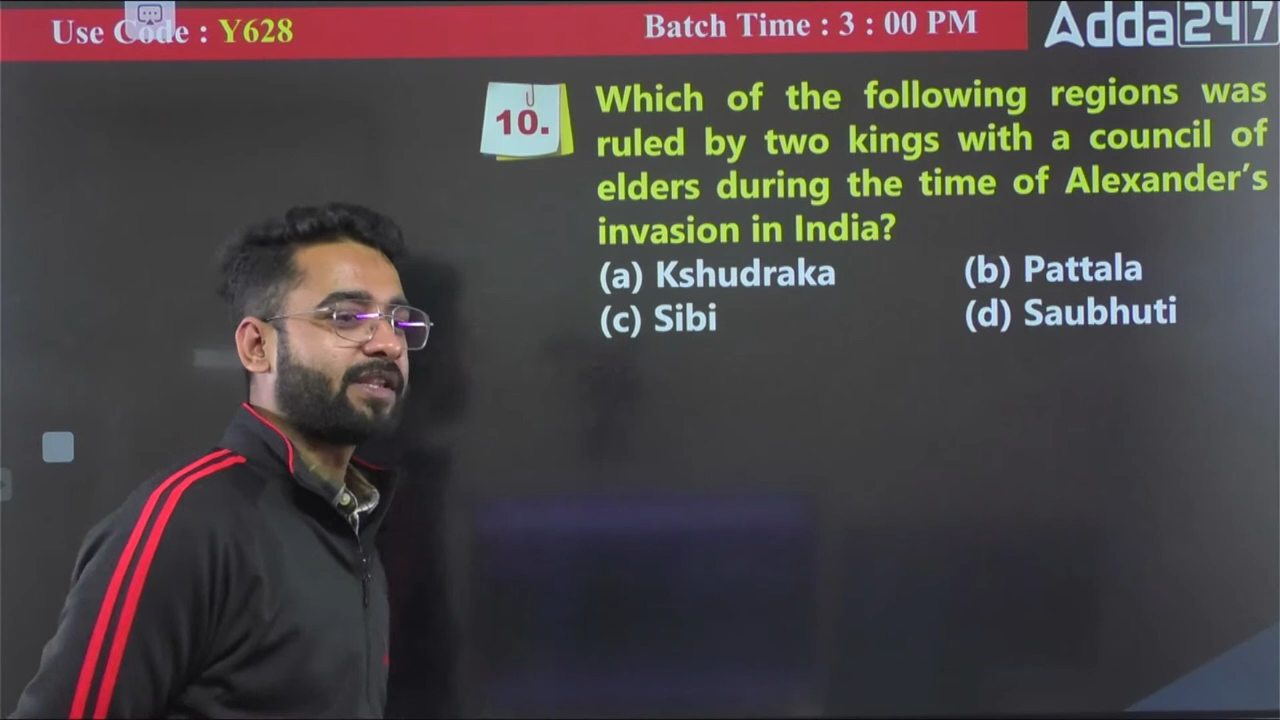 Use Code : Y628
Batch Time : 3 : 00 PM
Adda247
10.
Which of the following regions was
ruled by two kings with a council of
elders during the time of Alexander’s
invasion in India?
(a) Kshudraka (b) Pattala
(c) Sibi (d) Saubhuti